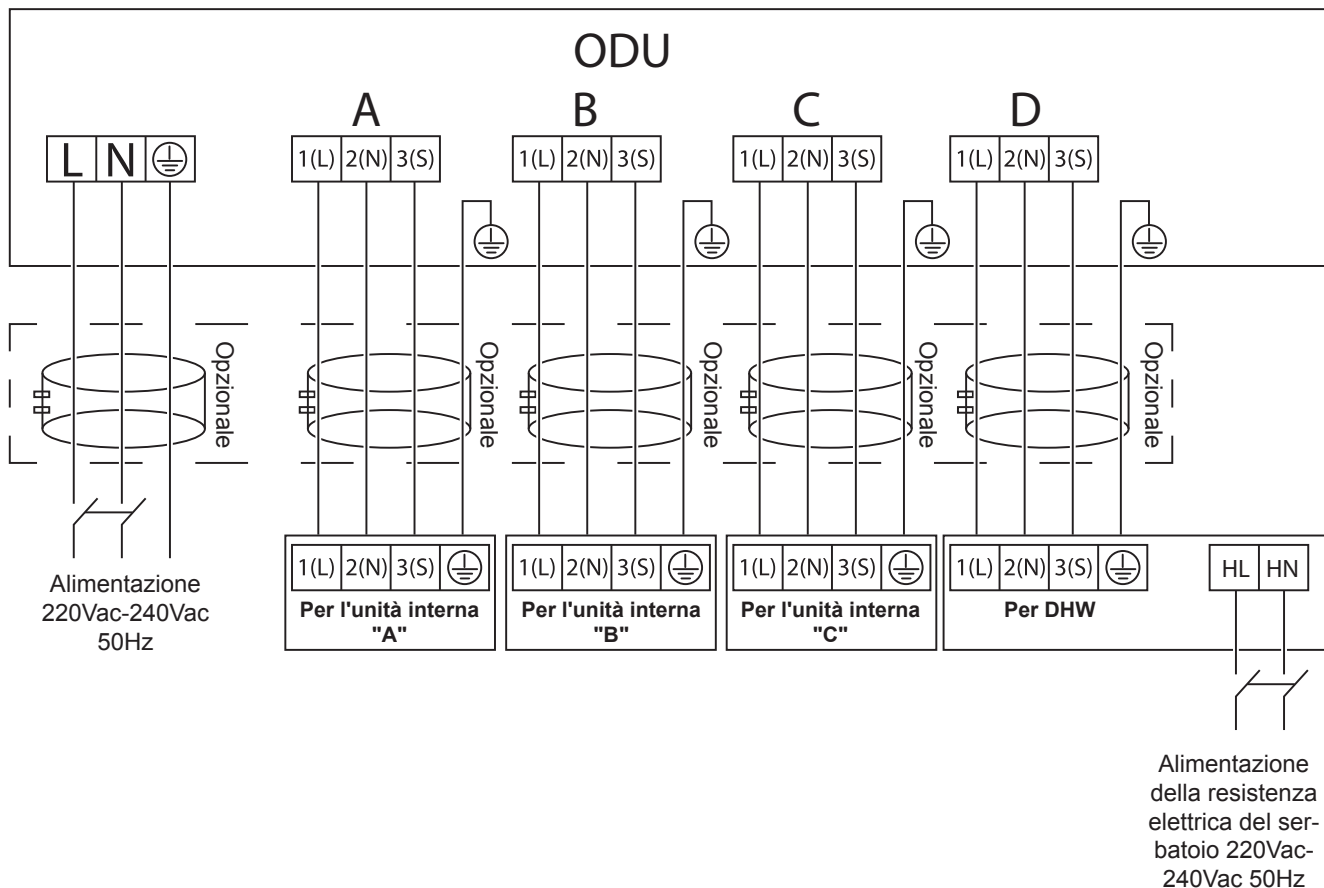 ODU
A
B
C
D
L N
1(L) 2(N) 3(S)
1(L) 2(N) 3(S)
1(L) 2(N) 3(S)
1(L) 2(N) 3(S)
Opzionale
Opzionale
Opzionale
Opzionale
Opzionale
Alimentazione
220Vac-240Vac
50Hz
1(L) 2(N) 3(S)
Per l'unità interna
"A"
1(L) 2(N) 3(S)
Per l'unità interna
"B"
1(L) 2(N) 3(S)
Per l'unità interna
"C"
1(L) 2(N) 3(S)
Per DHW
HL HN
Alimentazione
della resistenza
elettrica del ser-
batoio 220Vac-
240Vac 50Hz